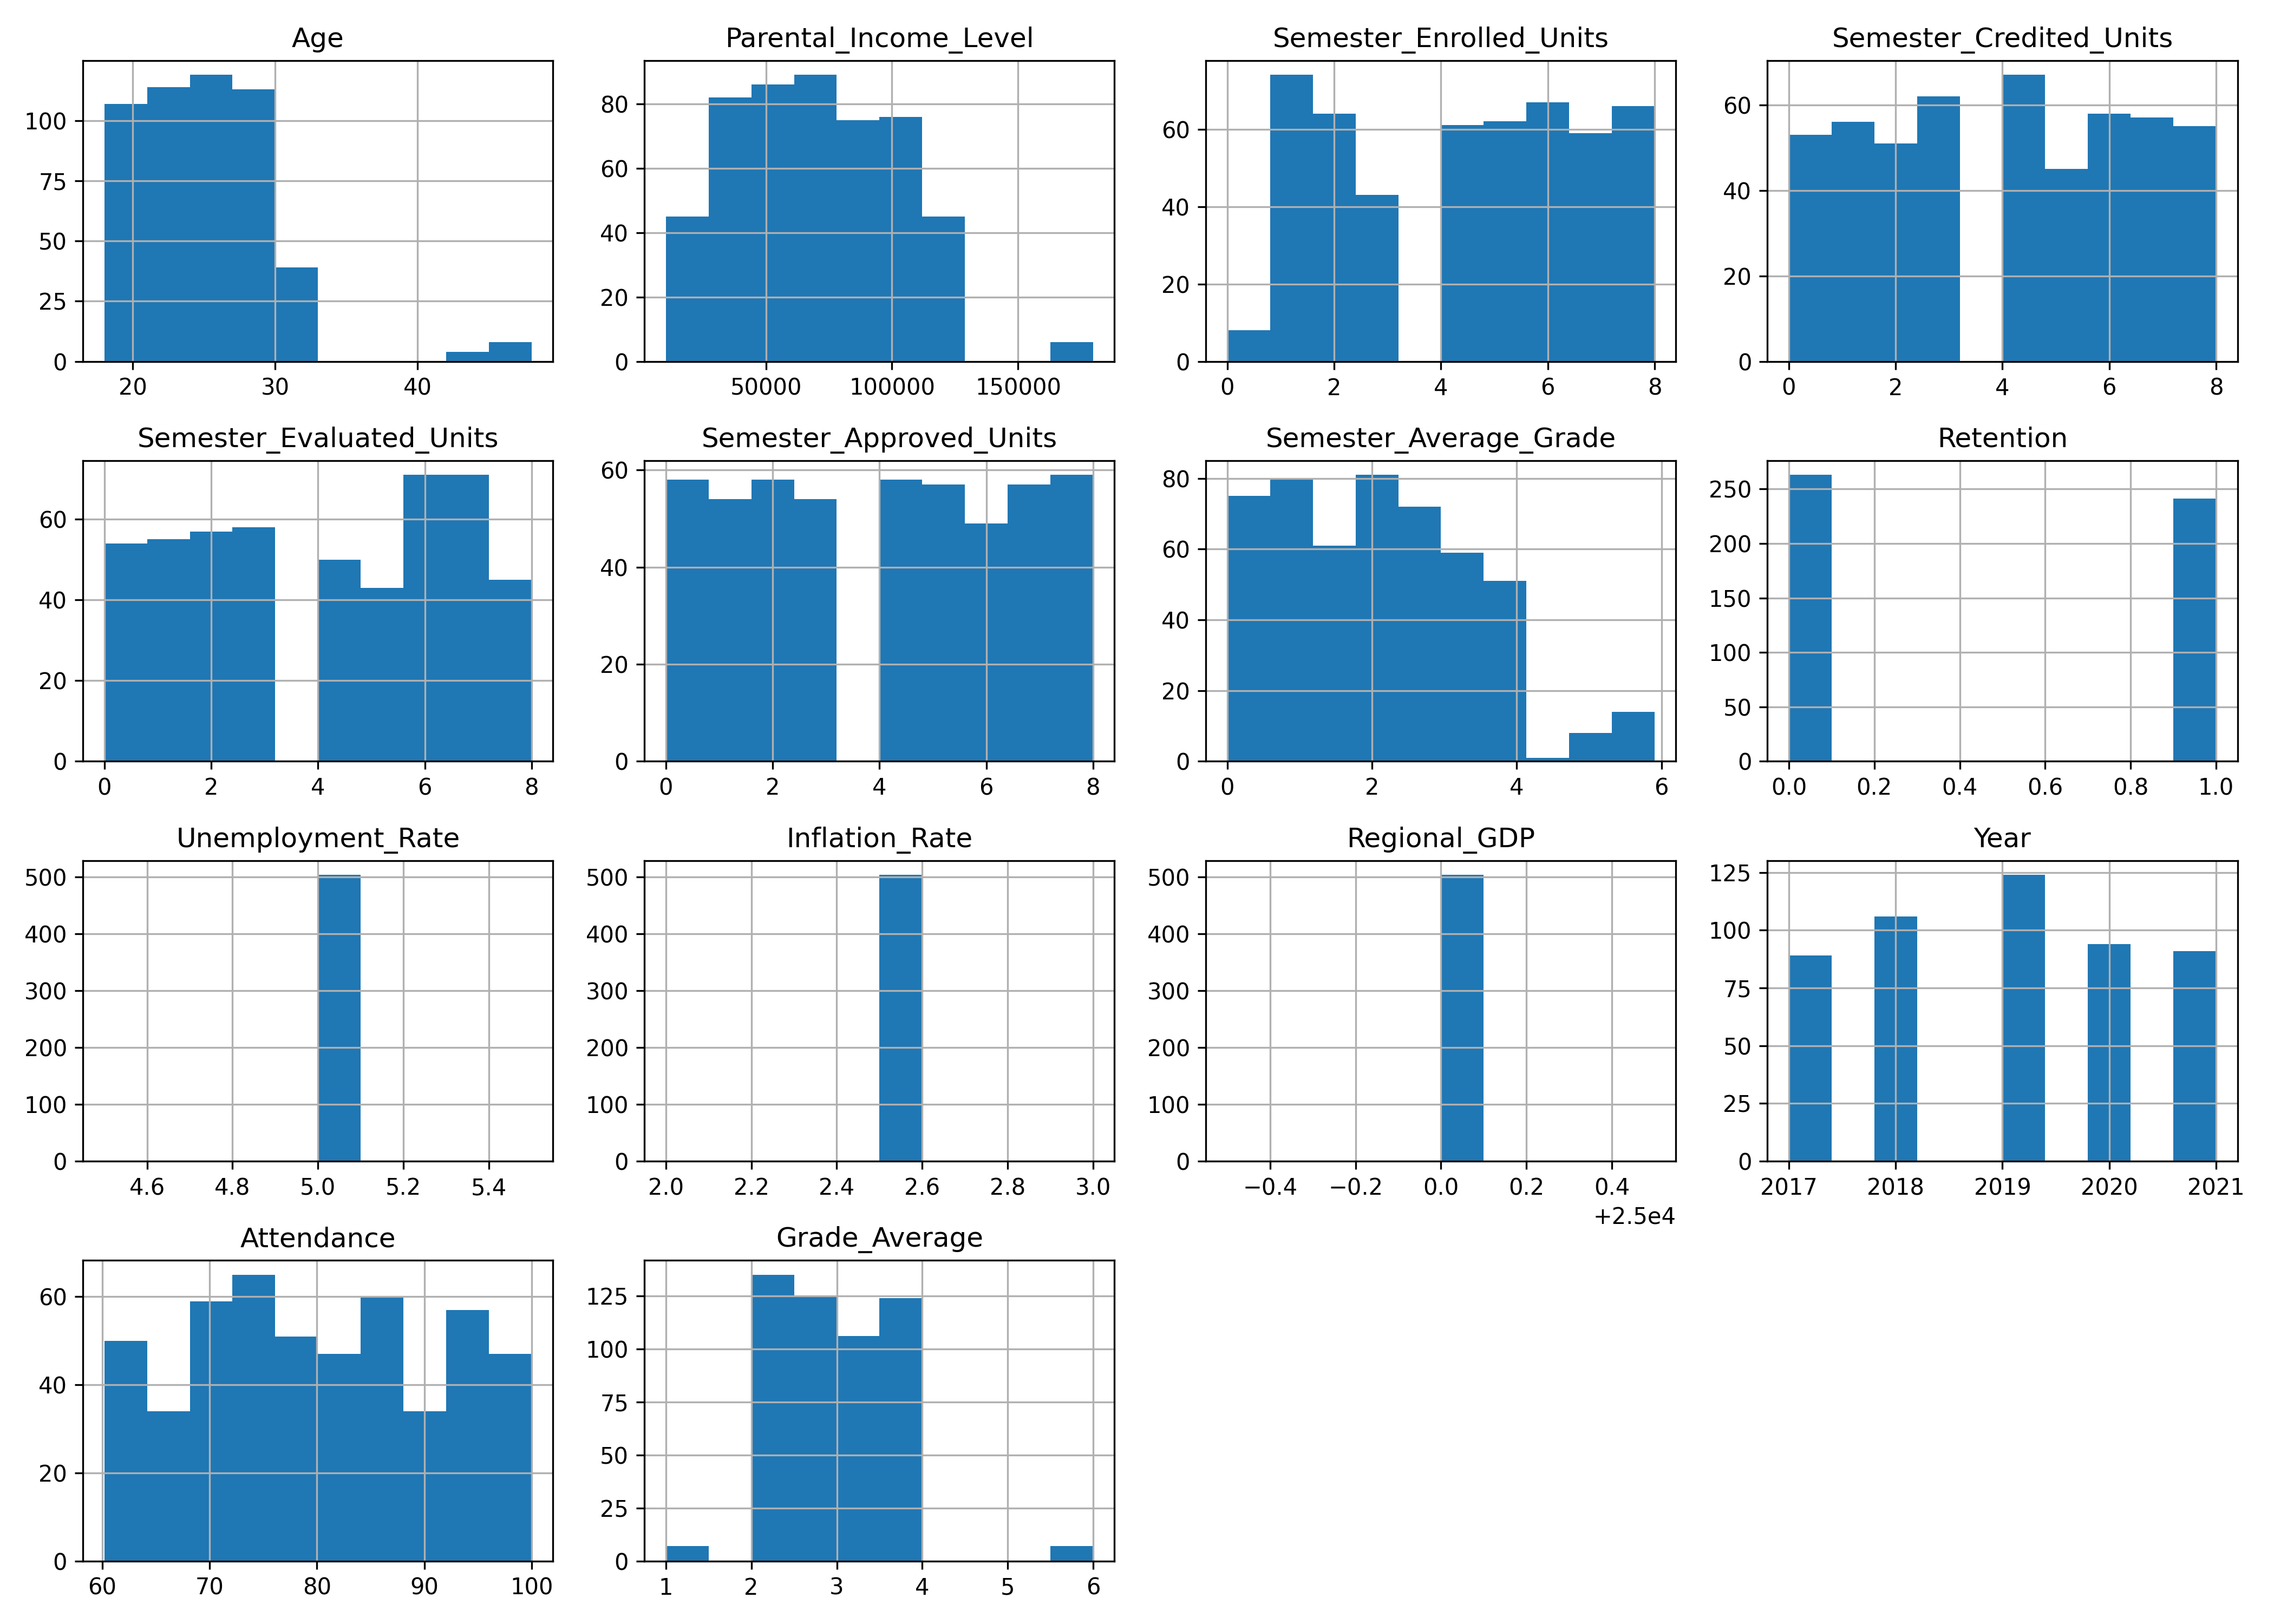 Age
Parental_Income_Level
Semester_Enrolled_Units
Semester_Credited_Units
100
75
50
25
0
20 30 40
80
60
40
20
0
50000 100000 150000
60
40
20
0
0 2 4 6 8
60
40
20
0
0 2 4 6 8
Semester_Evaluated_Units
Semester_Approved_Units
Semester_Average_Grade
Retention
60
40
20
0
0 2 4 6 8
60
40
20
0
0 2 4 6 8
80
60
40
20
0
0 2 4 6
250
200
150
100
50
0
0.0 0.2 0.4 0.6 0.8 1.0
Unemployment_Rate
Inflation_Rate
Regional_GDP
Year
500
400
300
200
100
0
4.6 4.8 5.0 5.2 5.4
500
400
300
200
100
0
2.0 2.2 2.4 2.6 2.8 3.0
500
400
300
200
100
0
−0.4 −0.2 0.0 0.2 0.4
+2.5e4
125
100
75
50
25
0
2017 2018 2019 2020 2021
Attendance
Grade_Average
60
40
20
0
60 70 80 90 100
125
100
75
50
25
0
1 2 3 4 5 6